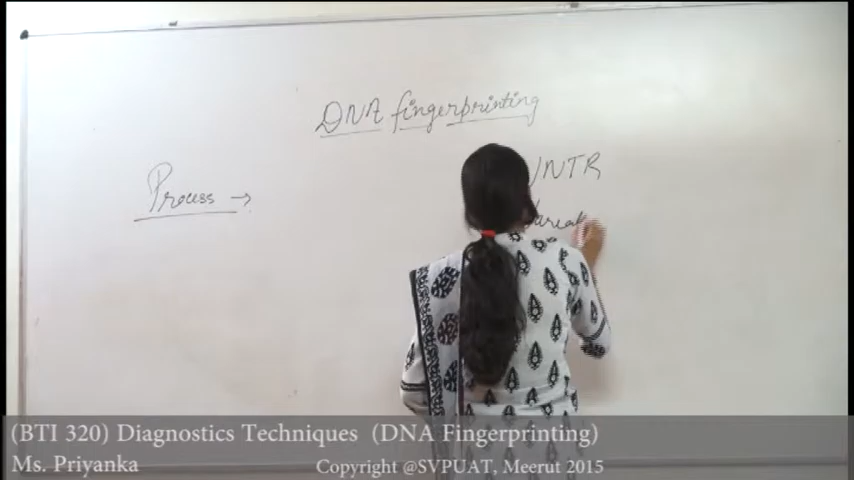 DNA fingerprinting
VNTR
Process →
(BTI 320) Diagnostics Techniques (DNA Fingerprinting)
Ms. Priyanka
Copyright @SVPUAT, Meerut 2015